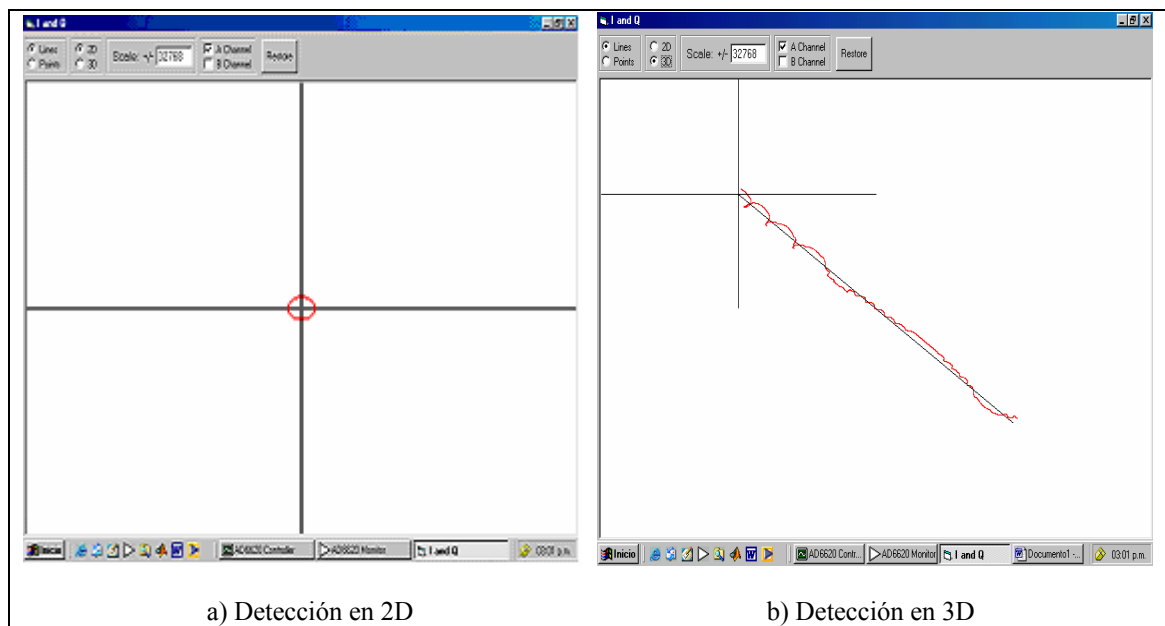 I and Q
Lines
Points
2D
3D
Scale: +/- 32768
A Channel
B Channel
Restore
Inicio
AD6620 Controller
AD6620 Monitor
I and Q
03:01 p.m.
a) Detección en 2D
I and Q
Lines
Points
2D
3D
Scale: +/- 32768
A Channel
B Channel
Restore
Inicio
W
AD6620 Contr...
AD6620 Monitor
I and Q
Documento1 -...
03:01 p.m.
b) Detección en 3D